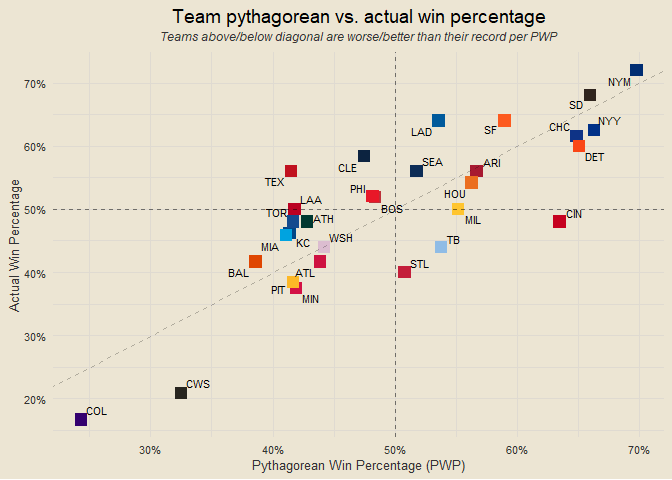 Team pythagorean vs. actual win percentage
Teams above/below diagonal are worse/better than their record per PWP
70%
60%
50%
40%
30%
20%
Actual Win Percentage
NYM
SD
LAD
SF
CHC
NYY
DET
CLE
SEA
ARI
TEX
PHI
HOU
LAA
BOS
MIL
CIN
TOR
ATH
MIA
KC
WSH
TB
BAL
ATL
STL
PIT
MIN
CWS
COL
30%
40%
50%
60%
70%
Pythagorean Win Percentage (PWP)